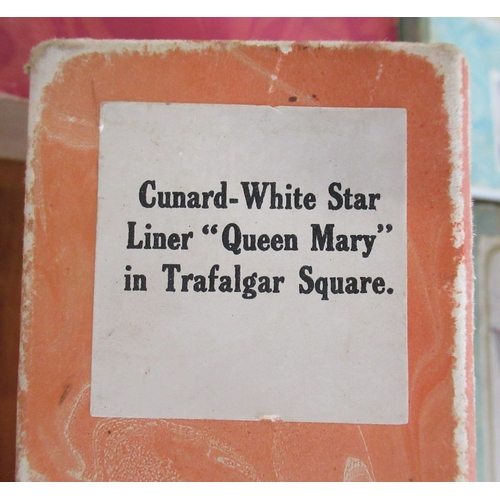 Cunard-White Star
Liner “Queen Mary”
in Trafalgar Square.